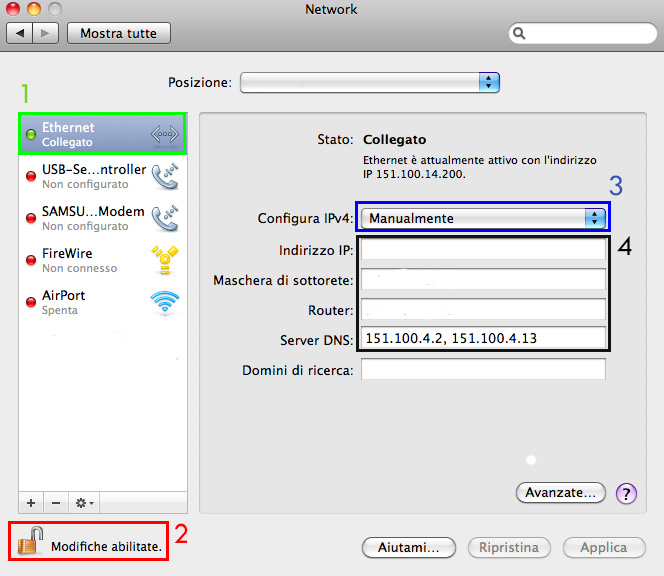 Network
Mostra tutte
Posizione:
1
Ethernet
Collegato
USB-Se...ntroller
Non configurato
SAMSU...Modem
Non configurato
FireWire
Non connesso
AirPort
Spenta
Stato: Collegato
Ethernet è attualmente attivo con l'indirizzo
IP 151.100.14.200.
3
Configura IPv4: Manualmente
4
Indirizzo IP:
Maschera di sottorete:
Router:
Server DNS: 151.100.4.2, 151.100.4.13
Domini di ricerca:
+ −
Avanzate... ?
2
Modifiche abilitate.
Aiutami... Ripristina Applica